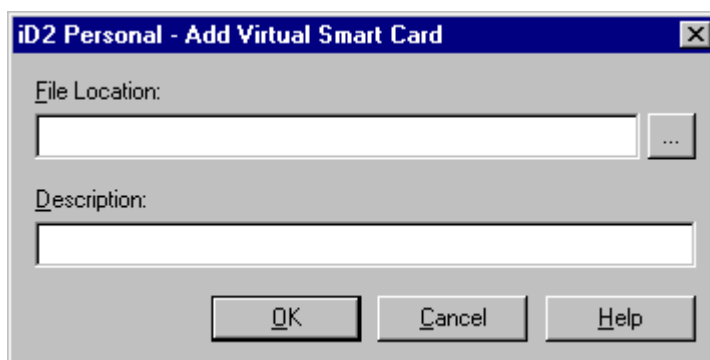 iD2 Personal - Add Virtual Smart Card
File Location:
...
Description:
OK Cancel Help